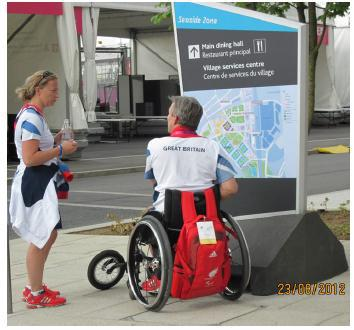 Seaside Zone
Main dining hall
Restaurant principal
Village services centre
Centre de services du village
GREAT BRITAIN
23/08/2012